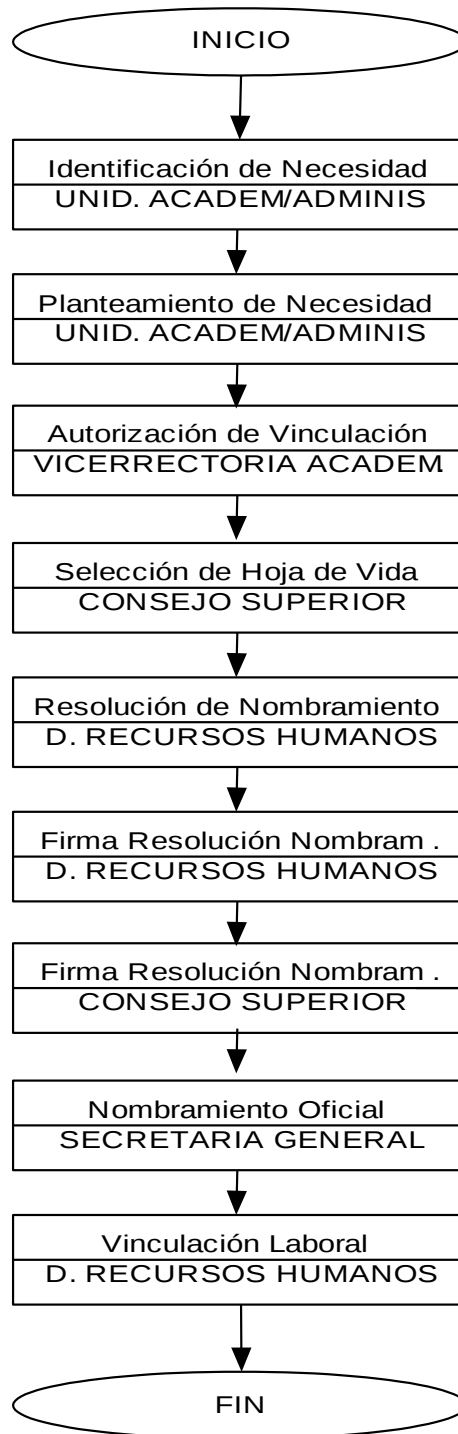 INICIO
Identificación de Necesidad
UNID. ACADEM/ADMINIS
Planteamiento de Necesidad
UNID. ACADEM/ADMINIS
Autorización de Vinculación
VICERRECTORIA ACADEM.
Selección de Hoja de Vida
CONSEJO SUPERIOR
Resolución de Nombramiento
D. RECURSOS HUMANOS
Firma Resolución Nombram .
D. RECURSOS HUMANOS
Firma Resolución Nombram .
CONSEJO SUPERIOR
Nombramiento Oficial
SECRETARIA GENERAL
Vinculación Laboral
D. RECURSOS HUMANOS
FIN